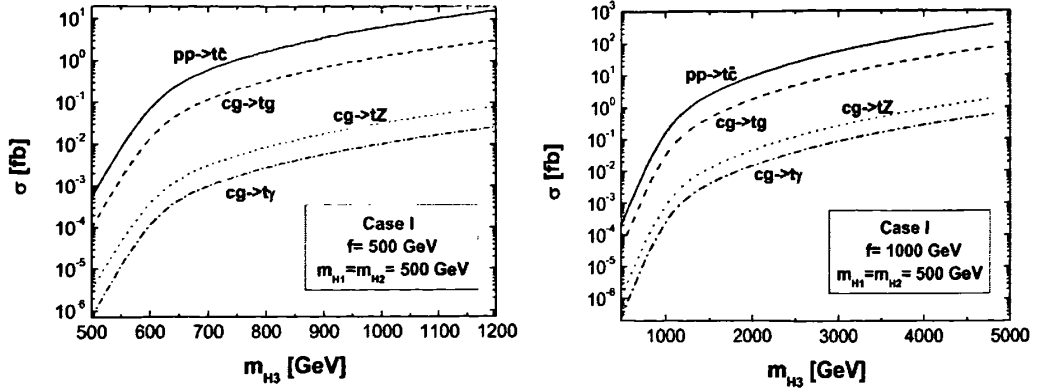 10¹
10⁰
10⁻¹
10⁻²
10⁻³
10⁻⁴
10⁻⁵
10⁻⁶
σ [fb]
pp->tc̄
cg->tg
cg->tZ
cg->tγ
Case I
f= 500 GeV
m_H1=m_H2= 500 GeV
500 600 700 800 900 1000 1100 1200
m_H3 [GeV]
10³
10²
10¹
10⁰
10⁻¹
10⁻²
10⁻³
10⁻⁴
10⁻⁵
10⁻⁶
σ [fb]
pp->tc̄
cg->tg
cg->tZ
cg->tγ
Case I
f= 1000 GeV
m_H1=m_H2= 500 GeV
1000 2000 3000 4000 5000
m_H3 [GeV]